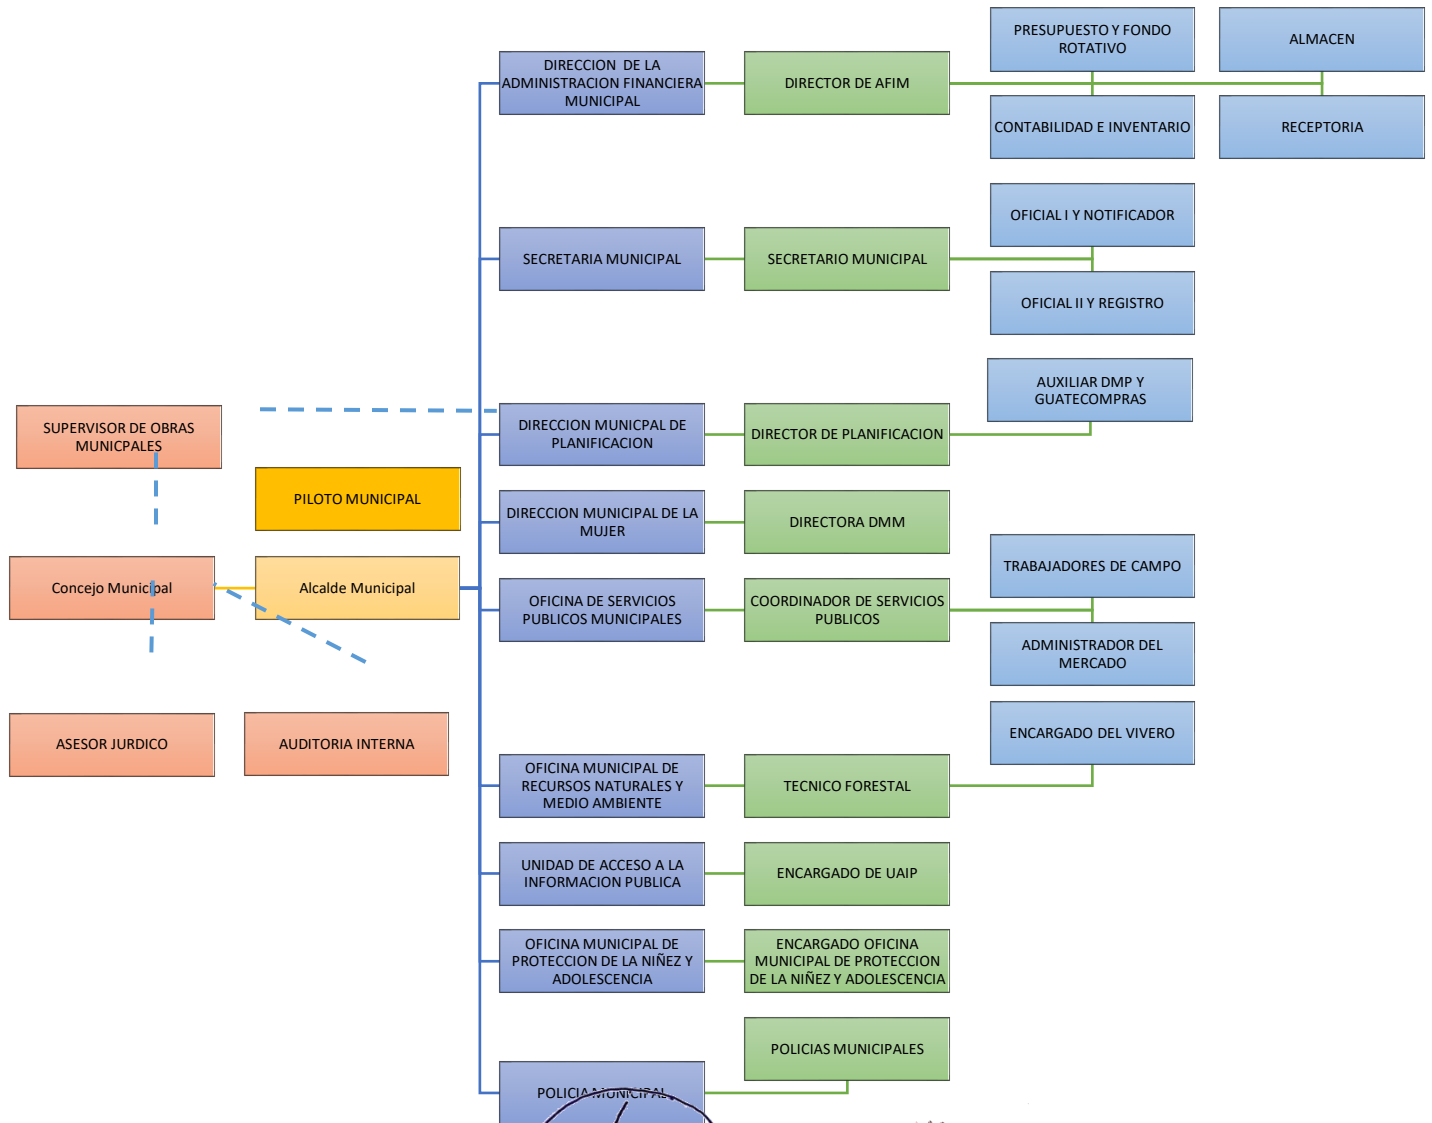 PRESUPUESTO Y FONDO
ROTATIVO
ALMACEN
DIRECCION DE LA
ADMINISTRACION FINANCIERA
MUNICIPAL
DIRECTOR DE AFIM
CONTABILIDAD E INVENTARIO
RECEPTORIA
OFICIAL I Y NOTIFICADOR
SECRETARIA MUNICIPAL
SECRETARIO MUNICIPAL
OFICIAL II Y REGISTRO
AUXILIAR DMP Y
GUATECOMPRAS
SUPERVISOR DE OBRAS
MUNICPALES
DIRECCION MUNICPAL DE
PLANIFICACION
DIRECTOR DE PLANIFICACION
PILOTO MUNICIPAL
DIRECCION MUNICIPAL DE LA
MUJER
DIRECTORA DMM
TRABAJADORES DE CAMPO
Concejo Municipal
Alcalde Municipal
OFICINA DE SERVICIOS
PUBLICOS MUNICIPALES
COORDINADOR DE SERVICIOS
PUBLICOS
ADMINISTRADOR DEL
MERCADO
ASESOR JURDICO
AUDITORIA INTERNA
ENCARGADO DEL VIVERO
OFICINA MUNICIPAL DE
RECURSOS NATURALES Y
MEDIO AMBIENTE
TECNICO FORESTAL
UNIDAD DE ACCESO A LA
INFORMACION PUBLICA
ENCARGADO DE UAIP
OFICINA MUNICIPAL DE
PROTECCION DE LA NIÑEZ Y
ADOLESCENCIA
ENCARGADO OFICINA
MUNICIPAL DE PROTECCION
DE LA NIÑEZ Y ADOLESCENCIA
POLICIAS MUNICIPALES
POLICIA MUNICIPAL